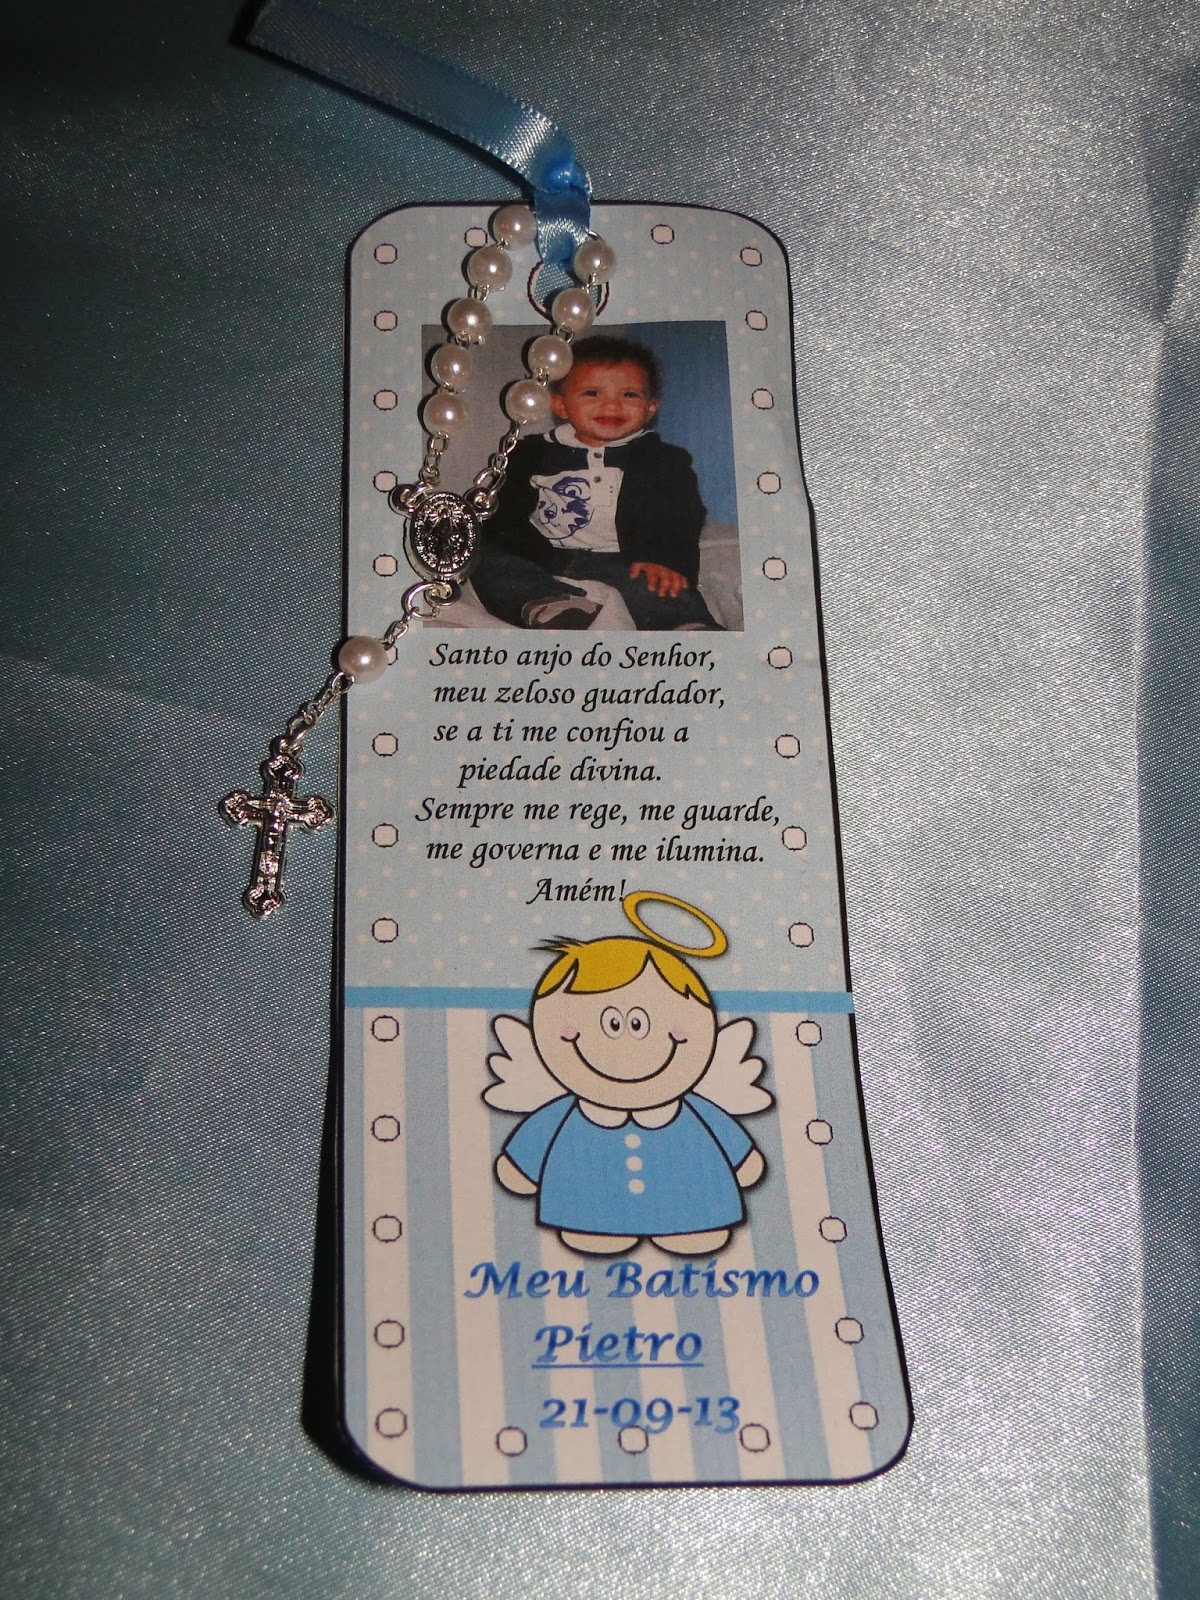 Santo anjo do Senhor,
meu zeloso guardador,
se a ti me confiou a
piedade divina.
Sempre me rege, me guarde,
me governa e me ilumina.
Amém!
Meu Batismo
Pietro
21-09-13